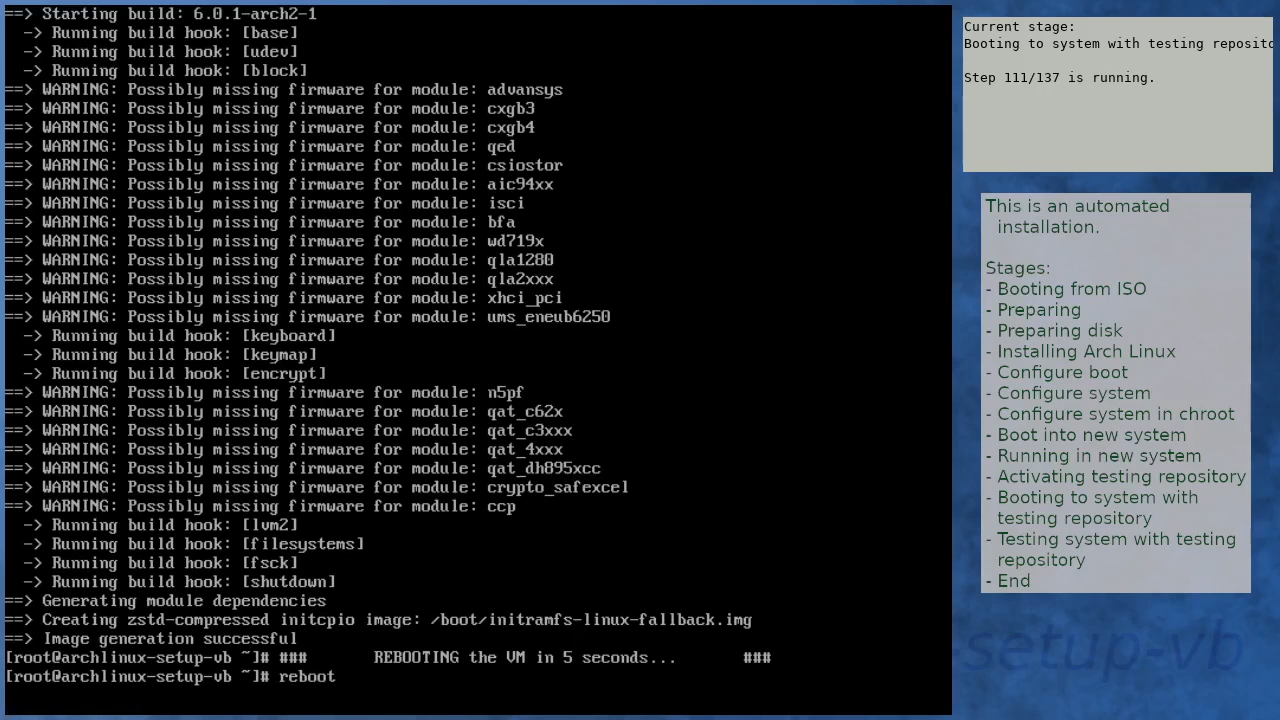 ==> Starting build: 6.0.1-arch2-1
  -> Running build hook: [base]
  -> Running build hook: [udev]
  -> Running build hook: [block]
==> WARNING: Possibly missing firmware for module: advansys
==> WARNING: Possibly missing firmware for module: cxgb3
==> WARNING: Possibly missing firmware for module: cxgb4
==> WARNING: Possibly missing firmware for module: qed
==> WARNING: Possibly missing firmware for module: csiostor
==> WARNING: Possibly missing firmware for module: aic94xx
==> WARNING: Possibly missing firmware for module: isci
==> WARNING: Possibly missing firmware for module: bfa
==> WARNING: Possibly missing firmware for module: wd719x
==> WARNING: Possibly missing firmware for module: qla1280
==> WARNING: Possibly missing firmware for module: qla2xxx
==> WARNING: Possibly missing firmware for module: xhci_pci
==> WARNING: Possibly missing firmware for module: ums_eneub6250
  -> Running build hook: [keyboard]
  -> Running build hook: [keymap]
  -> Running build hook: [encrypt]
==> WARNING: Possibly missing firmware for module: n5pf
==> WARNING: Possibly missing firmware for module: qat_c62x
==> WARNING: Possibly missing firmware for module: qat_c3xxx
==> WARNING: Possibly missing firmware for module: qat_4xxx
==> WARNING: Possibly missing firmware for module: qat_dh895xcc
==> WARNING: Possibly missing firmware for module: crypto_safexcel
==> WARNING: Possibly missing firmware for module: ccp
  -> Running build hook: [lvm2]
  -> Running build hook: [filesystems]
  -> Running build hook: [fsck]
  -> Running build hook: [shutdown]
==> Generating module dependencies
==> Creating zstd-compressed initcpio image: /boot/initramfs-linux-fallback.img
==> Image generation successful
[root@archlinux-setup-vb ~]# ###       REBOOTING the VM in 5 seconds...       ###
[root@archlinux-setup-vb ~]# reboot
Current stage:
Booting to system with testing reposito
Step 111/137 is running.
This is an automated
installation.
Stages:
- Booting from ISO
- Preparing
- Preparing disk
- Installing Arch Linux
- Configure boot
- Configure system
- Configure system in chroot
- Boot into new system
- Running in new system
- Activating testing repository
- Booting to system with
testing repository
- Testing system with testing
repository
- End
-setup-vb